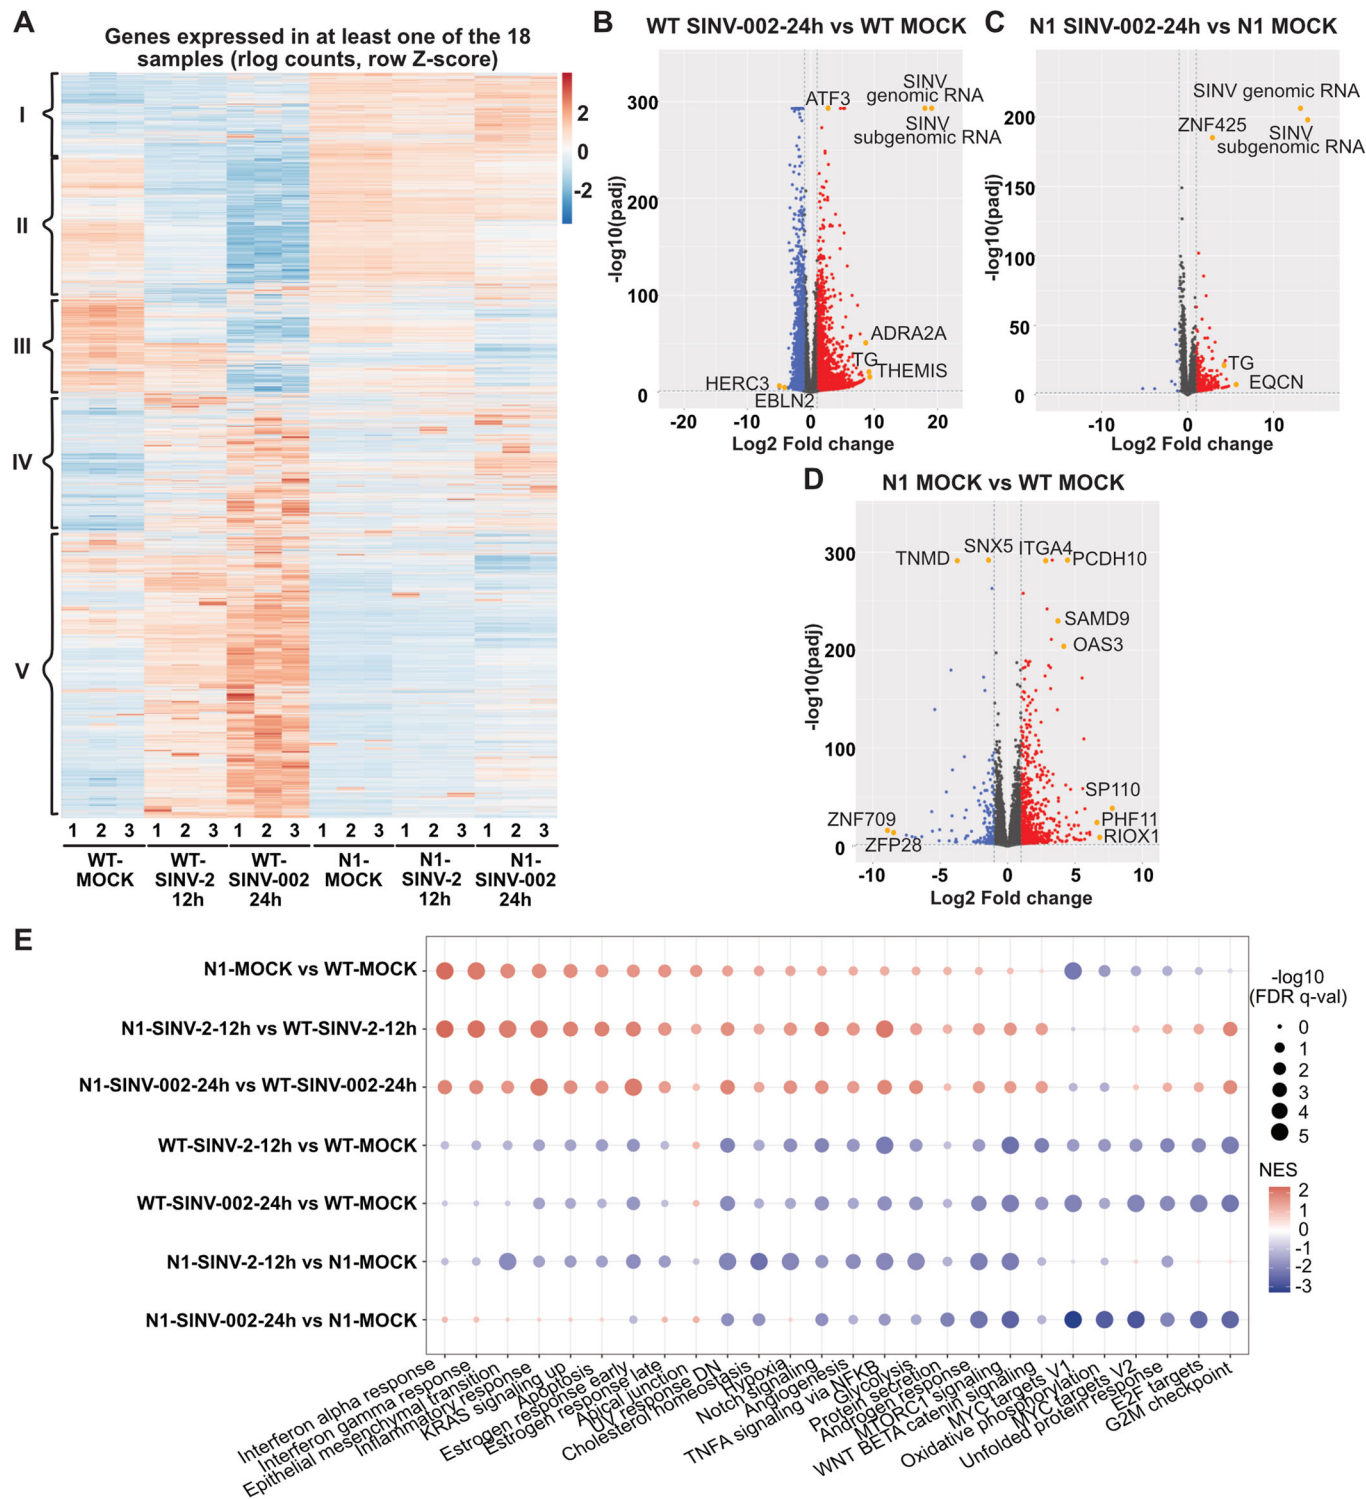 A
Genes expressed in at least one of the 18
samples (rlog counts, row Z-score)
I
II
III
IV
V
2
0
-2
1 2 3 1 2 3 1 2 3 1 2 3 1 2 3 1 2 3
WT-
MOCK
WT-
SINV-2
12h
WT-
SINV-002
24h
N1-
MOCK
N1-
SINV-2
12h
N1-
SINV-002
24h
B
WT SINV-002-24h vs WT MOCK
-log10(padj)
300
200
100
0
ATF3
SINV
genomic RNA
SINV
subgenomic RNA
ADRA2A
TG
THEMIS
HERC3
EBLN2
-20 -10 0 10 20
Log2 Fold change
C
N1 SINV-002-24h vs N1 MOCK
-log10(padj)
200
150
100
50
0
SINV genomic RNA
ZNF425
SINV
subgenomic RNA
TG
EQCN
-10 0 10
Log2 Fold change
D
N1 MOCK vs WT MOCK
-log10(padj)
300
200
100
0
TNMD
SNX5
ITGA4
PCDH10
SAMD9
OAS3
SP110
PHF11
RIOX1
ZNF709
ZFP28
-10 -5 0 5 10
Log2 Fold change
E
N1-MOCK vs WT-MOCK
N1-SINV-2-12h vs WT-SINV-2-12h
N1-SINV-002-24h vs WT-SINV-002-24h
WT-SINV-2-12h vs WT-MOCK
WT-SINV-002-24h vs WT-MOCK
N1-SINV-2-12h vs N1-MOCK
N1-SINV-002-24h vs N1-MOCK
Interferon alpha response
Interferon gamma response
Epithelial mesenchymal transition
Inflammatory response
KRAS signaling up
Apoptosis
Estrogen response early
Estrogen response late
Apical junction
UV response DN
Cholesterol homeostasis
Hypoxia
Notch signaling
Angiogenesis
TNFA signaling via NFKB
Glycolysis
Protein secretion
Androgen response
MTORC1 signaling
WNT BETA catenin signaling
MYC targets V1
Oxidative phosphorylation
MYC targets V2
Unfolded protein response
E2F targets
G2M checkpoint
-log10
(FDR q-val)
0
1
2
3
4
5
NES
2
1
0
-1
-2
-3